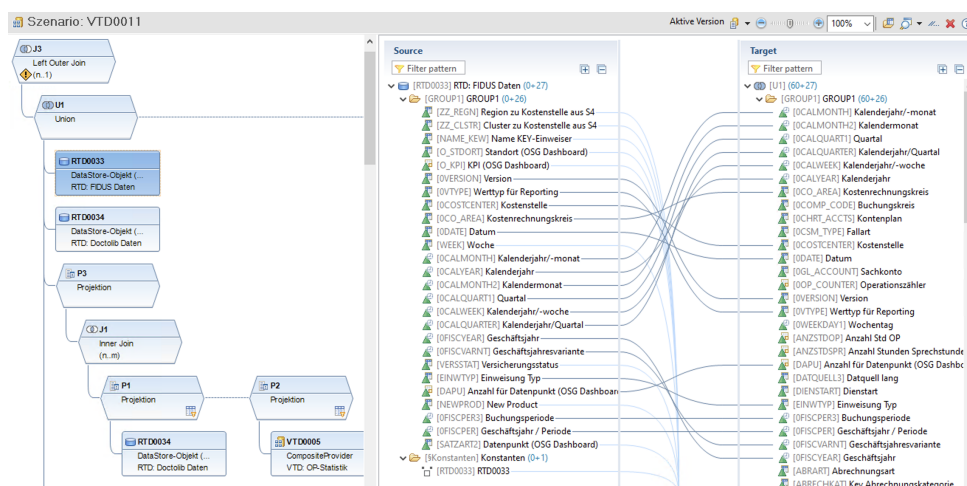 Szenario: VTD0011
Aktive Version
100%
J3
Left Outer Join
(n..1)
U1
Union
RTD0033
DataStore-Objekt (...
RTD: FIDUS Daten
RTD0034
DataStore-Objekt (...
RTD: Doctolib Daten
P3
Projektion
J1
Inner Join
(n..m)
P1
Projektion
P2
Projektion
RTD0034
DataStore-Objekt (...
RTD: Doctolib Daten
VTD0005
CompositeProvider
VTD: OP-Statistik
Source
Filter pattern
[RTD0033] RTD: FIDUS Daten (0+27)
[GROUP1] GROUP1 (0+26)
[ZZ_REGN] Region zu Kostenstelle aus S4
[ZZ_CLSTR] Cluster zu Kostenstelle aus S4
[NAME_KEW] Name KEY-Einweiser
[O_STDORT] Standort (OSG Dashboard)
[O_KPI] KPI (OSG Dashboard)
[0VERSION] Version
[0VTYPE] Werttyp für Reporting
[0COSTCENTER] Kostenstelle
[0CO_AREA] Kostenrechnungskreis
[0DATE] Datum
[WEEK] Woche
[0CALMONTH] Kalenderjahr/-monat
[0CALYEAR] Kalenderjahr
[0CALMONTH2] Kalendermonat
[0CALQUART1] Quartal
[0CALWEEK] Kalenderjahr/-woche
[0CALQUARTER] Kalenderjahr/Quartal
[0FISCYEAR] Geschäftsjahr
[0FISCVARNT] Geschäftsjahresvariante
[VERSSTAT] Versicherungsstatus
[EINWTYP] Einweisung Typ
[DAPU] Anzahl für Datenpunkt (OSG Dashboar
[NEWPROD] New Product
[0FISCPER3] Buchungsperiode
[0FISCPER] Geschäftsjahr / Periode
[SATZART2] Datenpunkt (OSG Dashboard)
[§Konstanten] Konstanten (0+1)
[RTD0033] RTD0033
Target
Filter pattern
[U1] (60+27)
[GROUP1] GROUP1 (60+26)
[0CALMONTH] Kalenderjahr/-monat
[0CALMONTH2] Kalendermonat
[0CALQUART1] Quartal
[0CALQUARTER] Kalenderjahr/Quartal
[0CALWEEK] Kalenderjahr/-woche
[0CALYEAR] Kalenderjahr
[0CO_AREA] Kostenrechnungskreis
[0COMP_CODE] Buchungskreis
[0CHRT_ACCTS] Kontenplan
[0CSM_TYPE] Fallart
[0COSTCENTER] Kostenstelle
[0DATE] Datum
[0GL_ACCOUNT] Sachkonto
[0OP_COUNTER] Operationszähler
[0VERSION] Version
[0VTYPE] Werttyp für Reporting
[0WEEKDAY1] Wochentag
[ANZSTDOP] Anzahl Std OP
[ANZSTDSPR] Anzahl Stunden Sprechstunde
[DAPU] Anzahl für Datenpunkt (OSG Dashbo
[DATQUELL3] Datquell lang
[DIENSTART] Dienstart
[EINWTYP] Einweisung Typ
[0FISCPER3] Buchungsperiode
[0FISCPER] Geschäftsjahr / Periode
[0FISCVARNT] Geschäftsjahresvariante
[0FISCYEAR] Geschäftsjahr
[ABRART] Abrechnungsart
[ABRECHKAT] Key Abrechnungskategorie